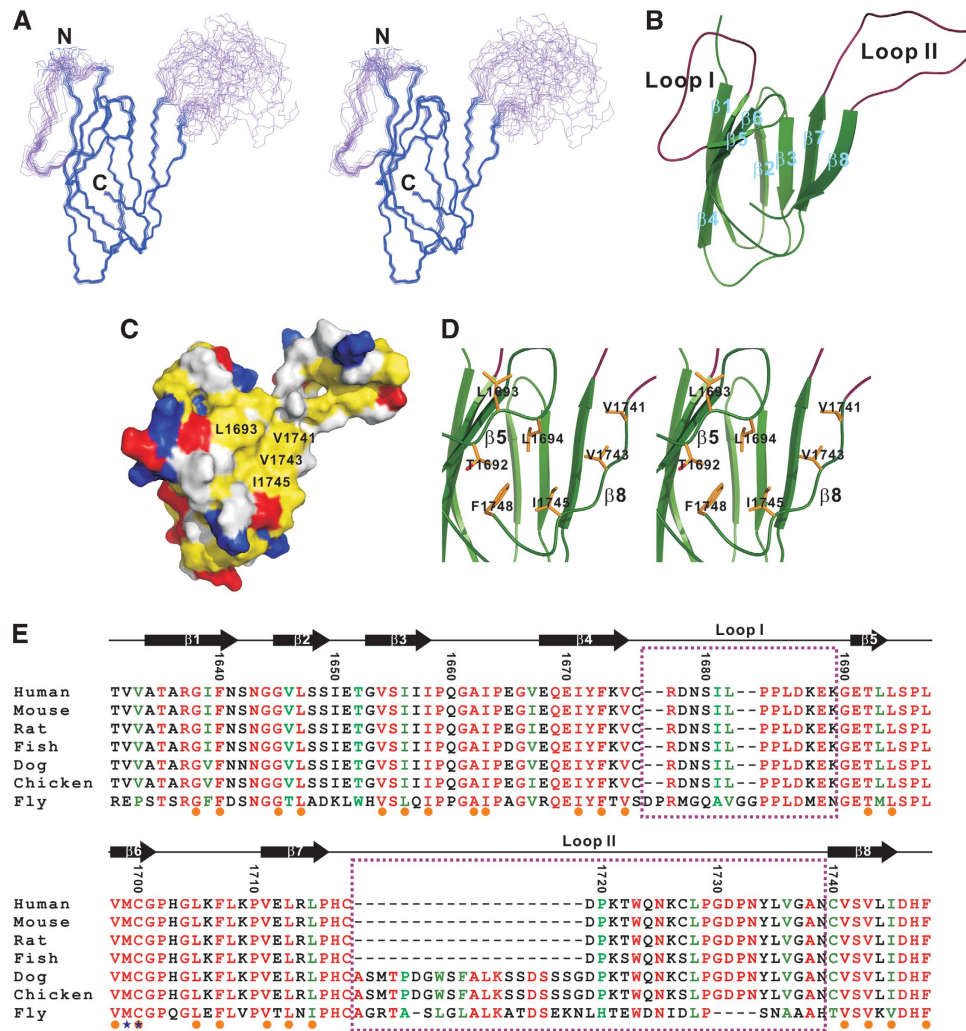 A
N
C
N
C
B
Loop I
Loop II
β1
β6
β5
β2
β3
β7
β8
β4
C
L1693
V1741
V1743
I1745
D
L1693
V1741
β5
L1694
V1743
T1692
β8
I1745
F1748
L1693
V1741
β5
L1694
V1743
T1692
β8
I1745
F1748
E
β1 β2 β3 β4 Loop I β5
1640 1650 1660 1670 1680 1690
Human TVVATARGIFNSNGGVLSSIETGVSIIIPQGAIPEGVEQEIYFKVC--RDNSIL--PPLDKEKGETLLSPL
Mouse TVVATARGIFNSNGGVLSSIETGVSIIIPQGAIPEGIEQEIYFKVC--RDNSIL--PPLDKEKGETLLSPL
Rat TVVATARGIFNSNGGVLSSIETGVSIIIPQGAIPEGIEQEIYFKVC--RDNSIL--PPLDKEKGETLLSPL
Fish TVVATARGIFNSNGGVLSSIETGVSIIIPQGAIPDGVEQEIYFKVC--RDNSIL--PPLDKEKGETLLSPL
Dog TVVATARGVFNNNGGVLSSIETGVSIIIPQGAIPEGVEQEIYFKVC--RDNSIL--PPLDKEKGETLLSPL
Chicken TVVATARGVFNSNGGVLSSIETGVSIIIPQGAIPEGIEQEIYFKVC--RDNSIL--PPLDKEKGETLLSPL
Fly REPSTSRGFFDSNGGTLADKLWHVSLQIPPGAIPAGVRQEIYFTVSDPRMGQAVGGPPLDMENGETMLSPL
β6 β7 Loop II β8
1700 1710 1720 1730 1740
Human VMCGPHGLKFLKPVELRLPHC--------------------DPKTWQNKCLPGDPNYLVGANCVSVLIDHF
Mouse VMCGPHGLKFLKPVELRLPHC--------------------DPKTWQNKCLPGDPNYLVGANCVSVLIDHF
Rat VMCGPHGLKFLKPVELRLPHC--------------------DPKTWQNKCLPGDPNYLVGANCVSVLIDHF
Fish VMCGPHGLKFLKPVELRLPHC--------------------DPKSWQNKCLPGDPNYLVGANCVSVLIDHF
Dog VMCGPHGLKFLKPVELRLPHCASMTPDGWSFALKSSDSSSGDPKTWQNKCLPGDPNYLVGANCVSVLIDHF
Chicken VMCGPHGLKFLKPVELRIPHCASMTPDGWSFALKSSDSSSGDPKTWQNKSLPGDPNYLVGANCVSVLIDHF
Fly VMCGPQGLEFLVPVTLNIPHCAGRTA-SLGLALKATDSEKNLHTEWDNIDLP----SNAAAHTVSVKVDHF